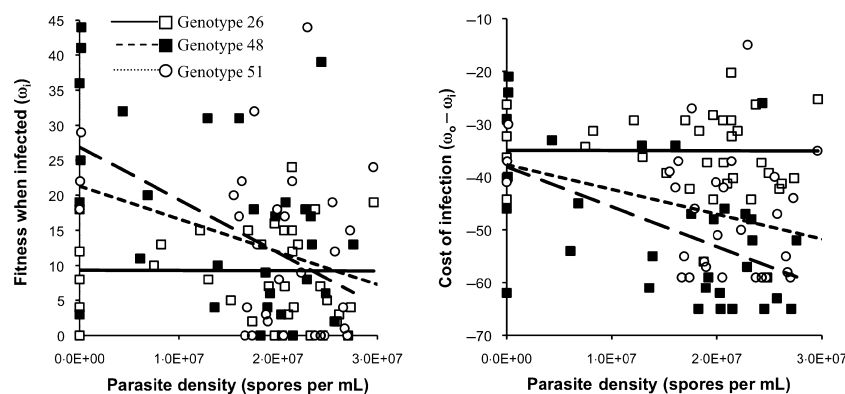 45
40
35
30
25
20
15
10
5
0
Fitness when infected (ωi)
Genotype 26
Genotype 48
Genotype 51
0·0E+00 1·0E+07 2·0E+07 3·0E+07
Parasite density (spores per mL)
−10
−20
−30
−40
−50
−60
−70
Cost of infection (ωo – ωi)
0·0E+00 1·0E+07 2·0E+07 3·0E+07
Parasite density (spores per mL)